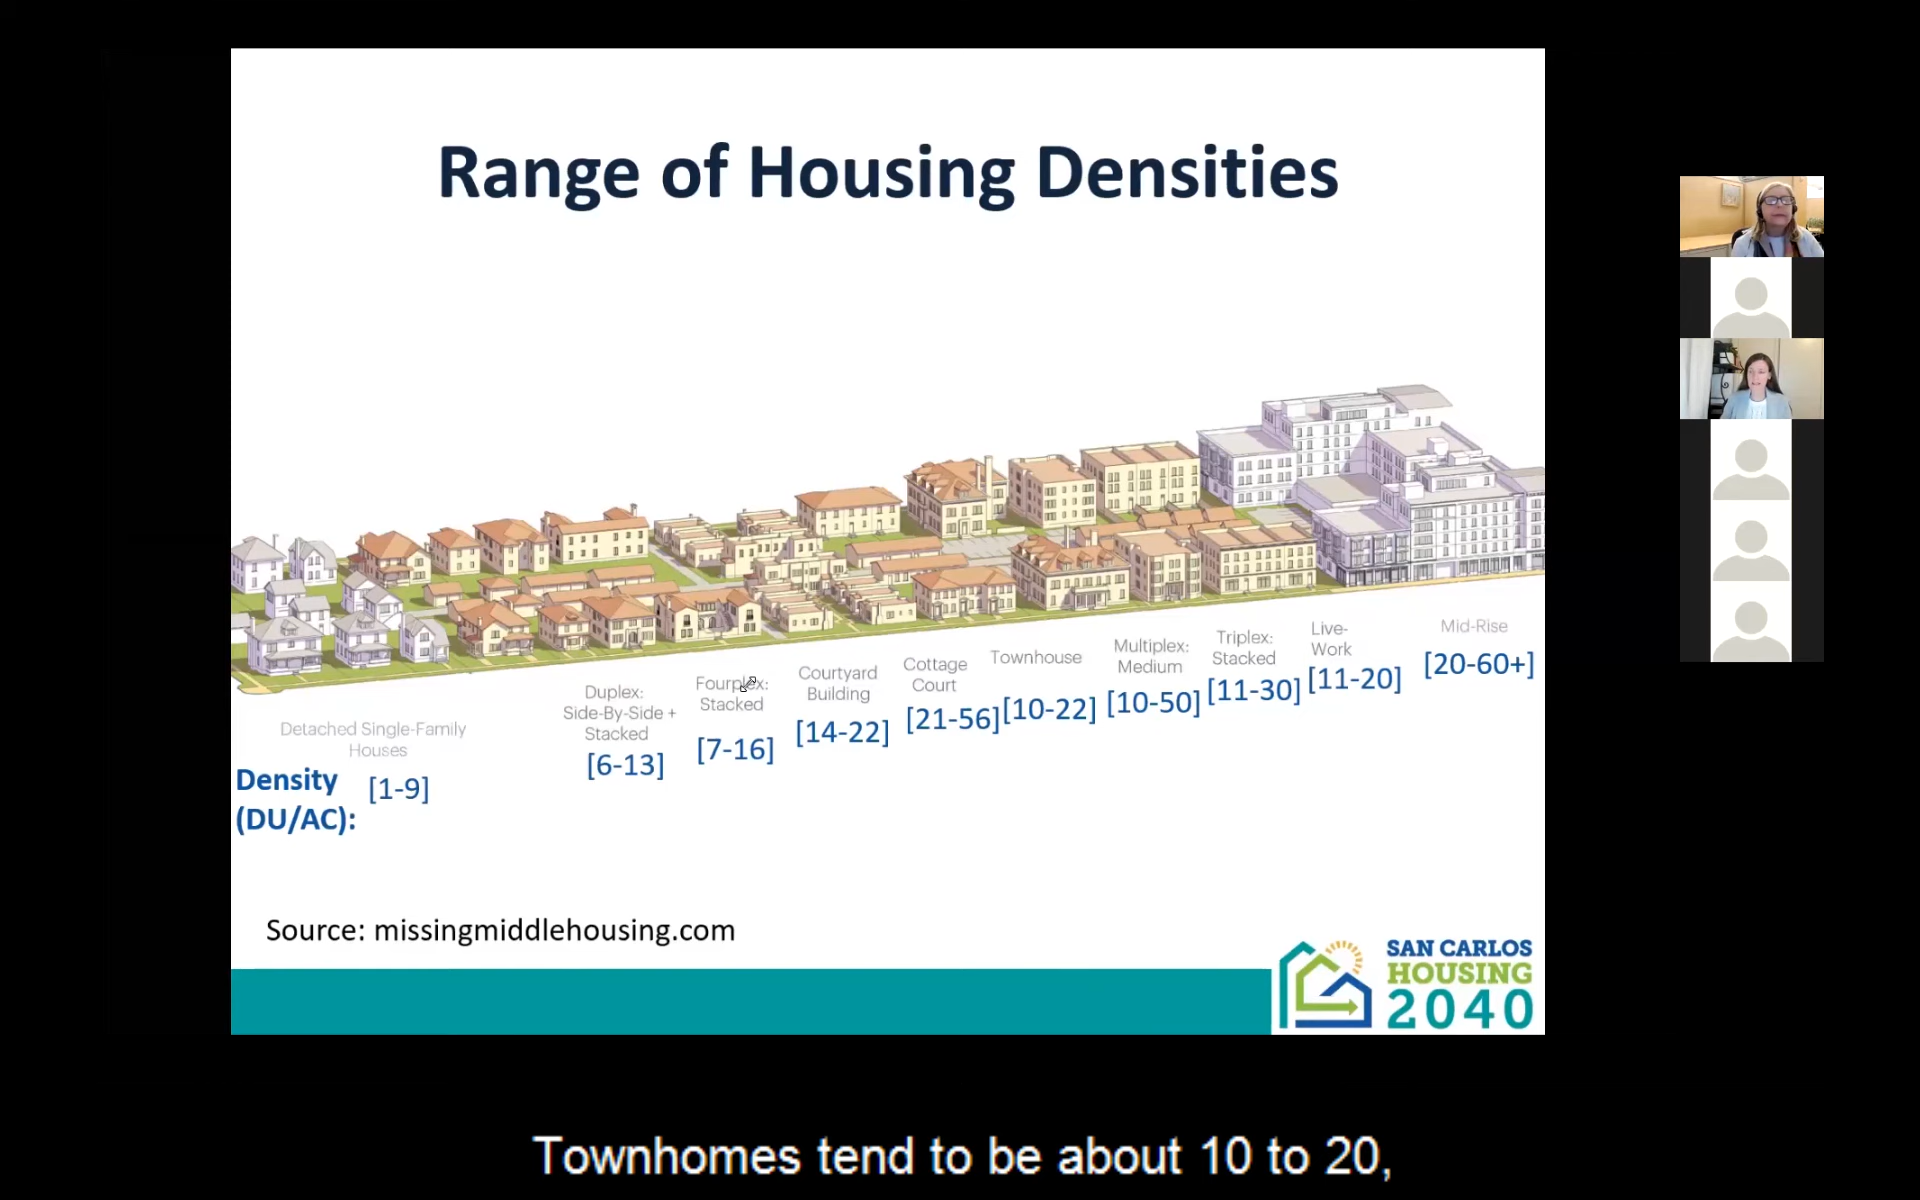 Range of Housing Densities
Detached Single-Family
Houses
Duplex:
Side-By-Side +
Stacked
Fourplex:
Stacked
Courtyard
Building
Cottage
Court
Townhouse
Multiplex:
Medium
Triplex:
Stacked
Live-
Work
Mid-Rise
Density
(DU/AC):
[1-9]
[6-13]
[7-16]
[14-22]
[21-56]
[10-22]
[10-50]
[11-30]
[11-20]
[20-60+]
Source: missingmiddlehousing.com
SAN CARLOS
HOUSING
2040
Townhomes tend to be about 10 to 20,